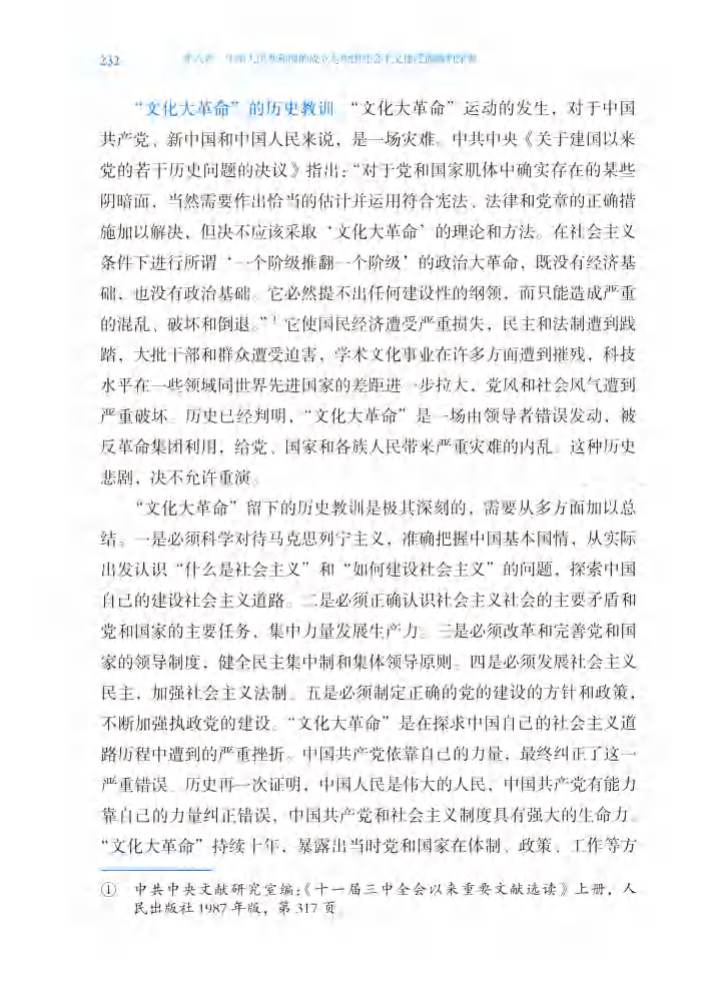 232
“文化大革命”的历史教训 “文化大革命”运动的发生，对于中国
共产党、新中国和中国人民来说，是一场灾难。中共中央《关于建国以来
党的若干历史问题的决议》指出：“对于党和国家肌体中确实存在的某些
阴暗面，当然需要作出恰当的估计并运用符合宪法、法律和党章的正确措
施加以解决，但决不应该采取‘文化大革命’的理论和方法。在社会主义
条件下进行所谓‘一个阶级推翻一个阶级’的政治大革命，既没有经济基
础，也没有政治基础。它必然提不出任何建设性的纲领，而只能造成严重
的混乱、破坏和倒退。”①它使国民经济遭受严重损失，民主和法制遭到践
踏，大批干部和群众遭受迫害，学术文化事业在许多方面遭到摧残，科技
水平在一些领域同世界先进国家的差距进一步拉大，党风和社会风气遭到
严重破坏。历史已经判明，“文化大革命”是一场由领导者错误发动，被
反革命集团利用，给党、国家和各族人民带来严重灾难的内乱。这种历史
悲剧，决不允许重演。
“文化大革命”留下的历史教训是极其深刻的，需要从多方面加以总
结。一是必须科学对待马克思列宁主义，准确把握中国基本国情，从实际
出发认识“什么是社会主义”和“如何建设社会主义”的问题，探索中国
自己的建设社会主义道路。二是必须正确认识社会主义社会的主要矛盾和
党和国家的主要任务，集中力量发展生产力。三是必须改革和完善党和国
家的领导制度，健全民主集中制和集体领导原则。四是必须发展社会主义
民主，加强社会主义法制。五是必须制定正确的党的建设的方针和政策，
不断加强执政党的建设。“文化大革命”是在探求中国自己的社会主义道
路历程中遭到的严重挫折。中国共产党依靠自己的力量，最终纠正了这一
严重错误。历史再一次证明，中国人民是伟大的人民，中国共产党有能力
靠自己的力量纠正错误，中国共产党和社会主义制度具有强大的生命力。
“文化大革命”持续十年，暴露出当时党和国家在体制、政策、工作等方
① 中共中央文献研究室编：《十一届三中全会以来重要文献选读》上册，人
民出版社1987年版，第317页。